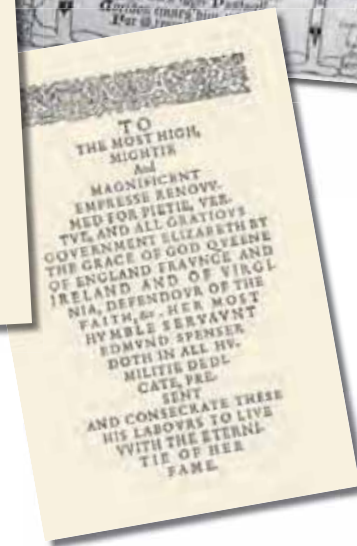 TO
THE MOST HIGH,
MIGHTIE
And
MAGNIFICENT
EMPRESSE RENOVV-
MED FOR PIETIE, VER-
TVE, AND ALL GRATIOVS
GOVERNMENT ELIZABETH BY
THE GRACE OF GOD QVEENE
OF ENGLAND FRAVNCE AND
IRELAND AND OF VIRGI-
NIA, DEFENDOVR OF THE
FAITH, &c. HER MOST
HVMBLE SERVAVNT
EDMVND SPENSER
DOTH IN ALL HV-
MILITIE DEDI-
CATE, PRE-
SENT
AND CONSECRATE THESE
HIS LABOVRS TO LIVE
VVITH THE ETERNI-
TIE OF HER
FAME.